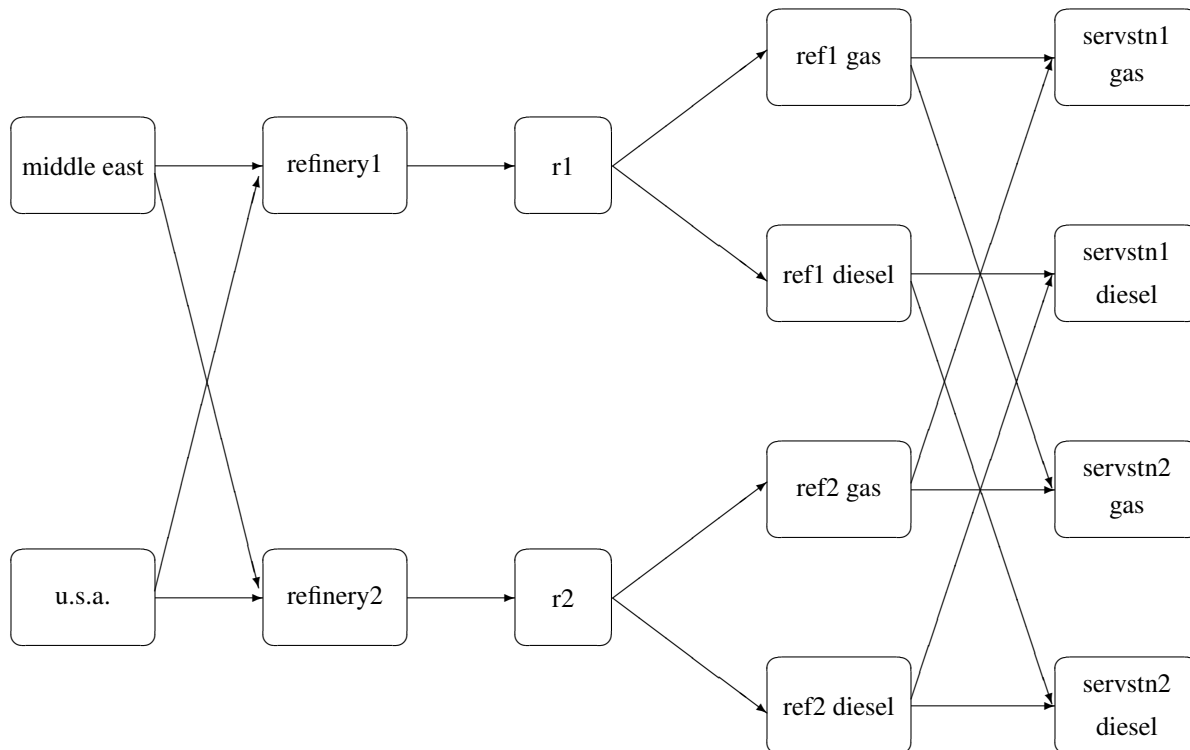 ref1 gas
servstn1
gas
middle east
refinery1
r1
ref1 diesel
servstn1
diesel
ref2 gas
servstn2
gas
u.s.a.
refinery2
r2
ref2 diesel
servstn2
diesel